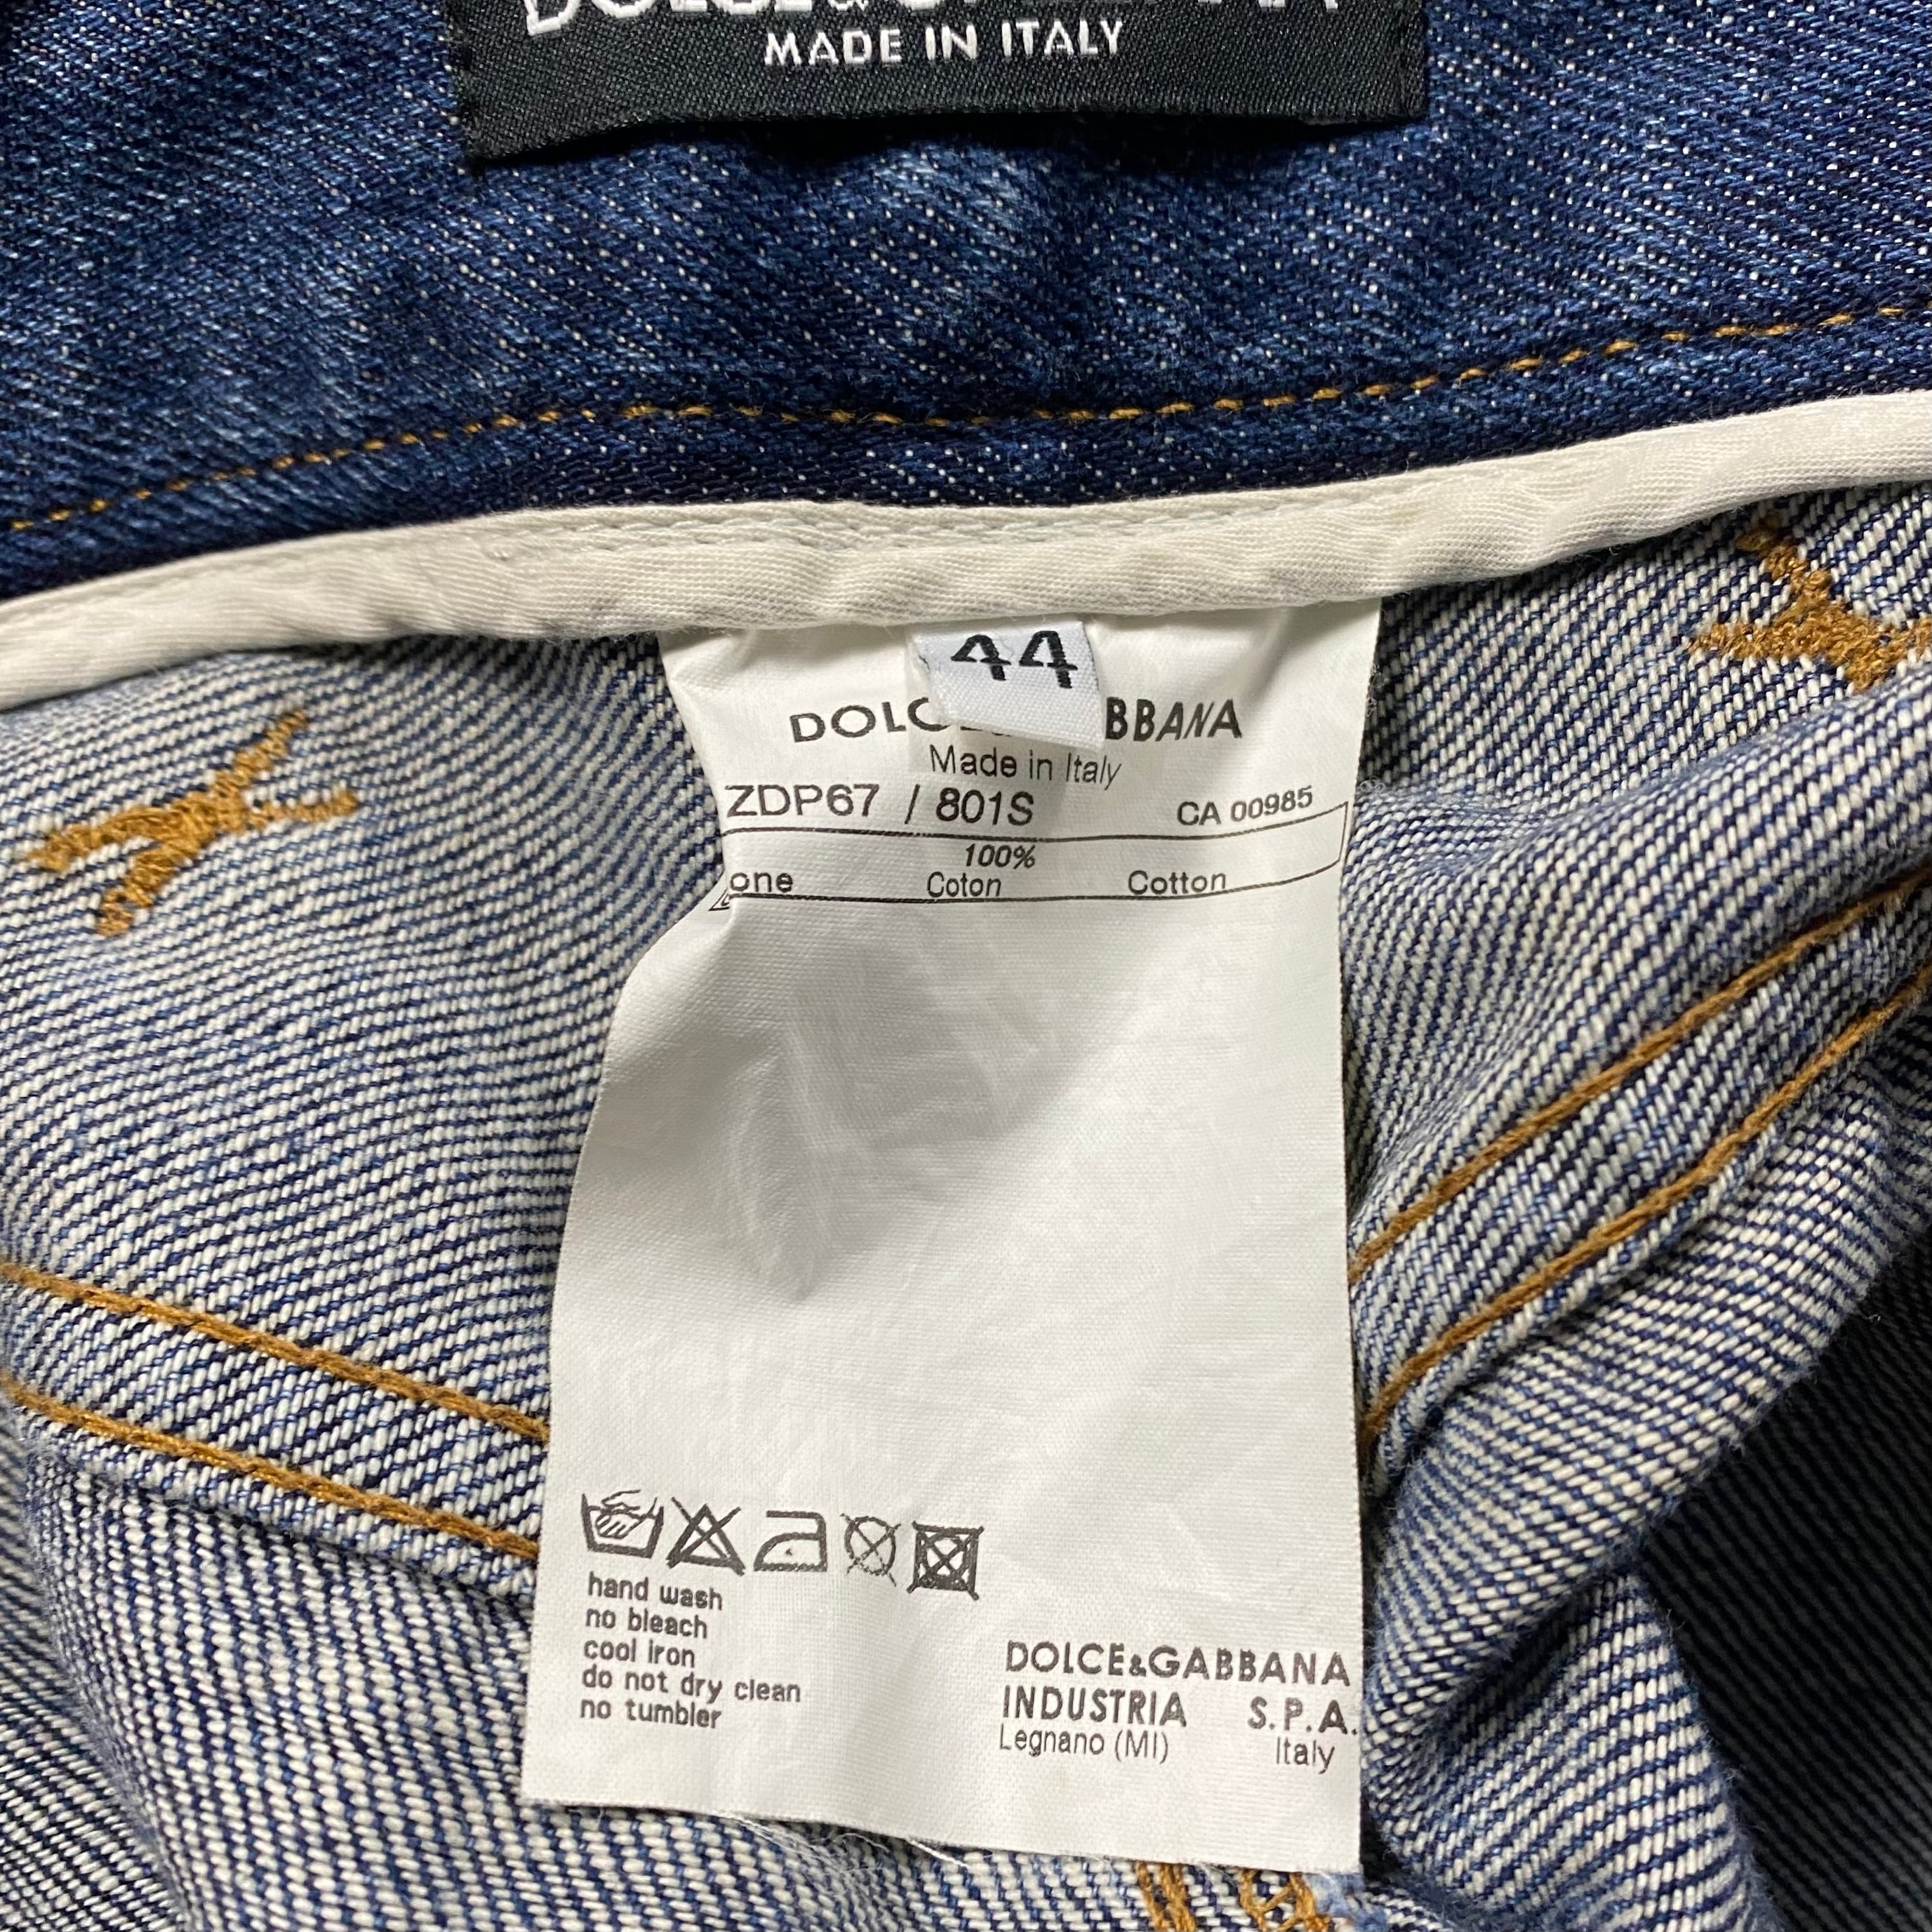 MADE IN ITALY
44
Made in Italy
ZDP67 / 801S CA 00985
100%
one Coton Cotton
hand wash
no bleach
cool iron
do not dry clean
no tumbler
DOLCE&GABBANA
INDUSTRIA S.P.A.
Legnano (MI) Italy